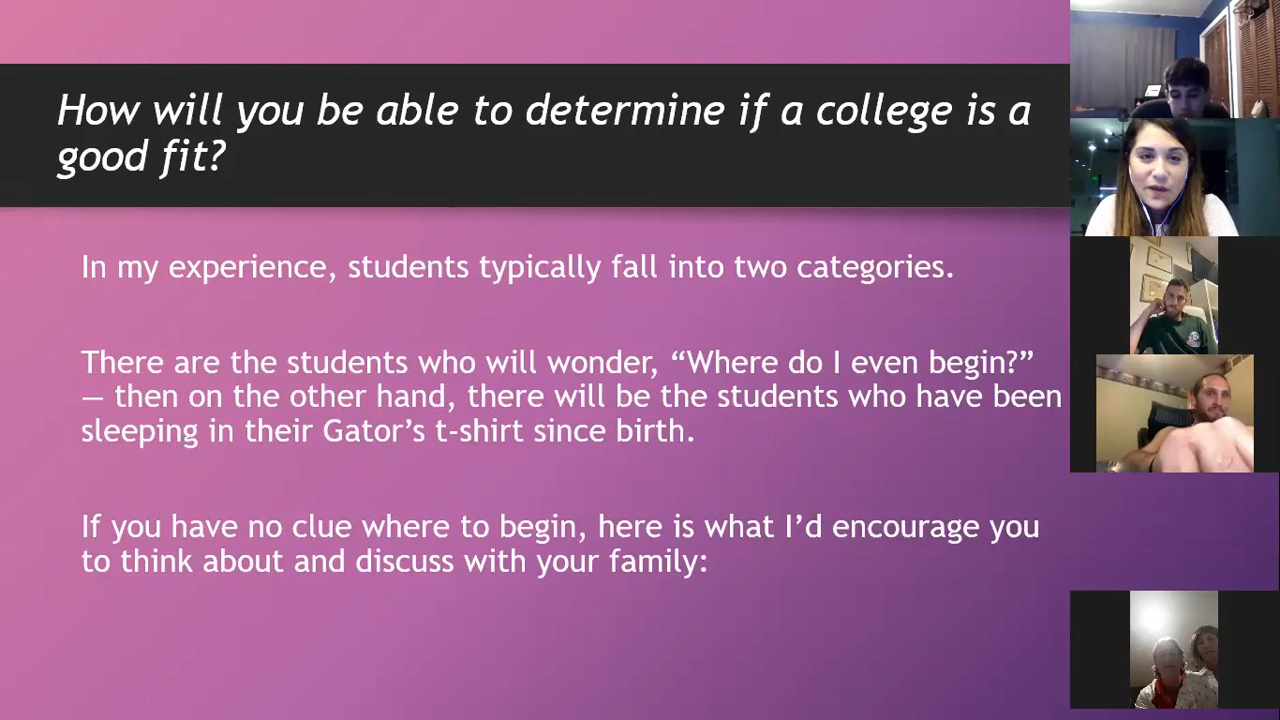 How will you be able to determine if a college is a
good fit?
In my experience, students typically fall into two categories.
There are the students who will wonder, “Where do I even begin?”
— then on the other hand, there will be the students who have been
sleeping in their Gator’s t-shirt since birth.
If you have no clue where to begin, here is what I’d encourage you
to think about and discuss with your family: